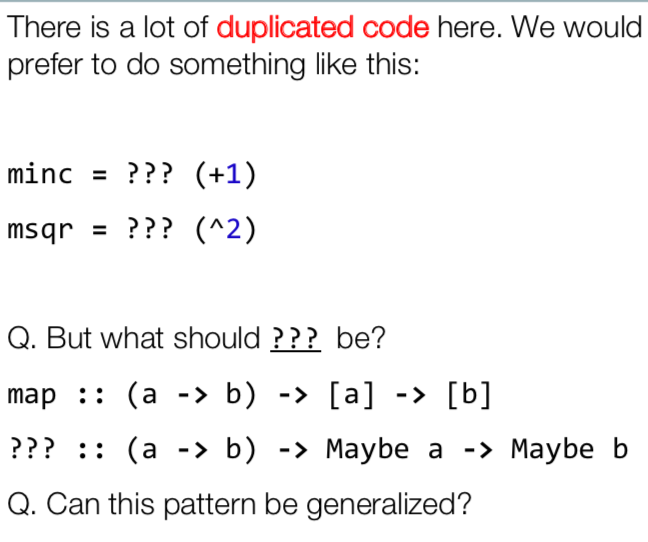 There is a lot of duplicated code here. We would
prefer to do something like this:
minc = ??? (+1)
msqr = ??? (^2)
Q. But what should ??? be?
map :: (a -> b) -> [a] -> [b]
??? :: (a -> b) -> Maybe a -> Maybe b
Q. Can this pattern be generalized?